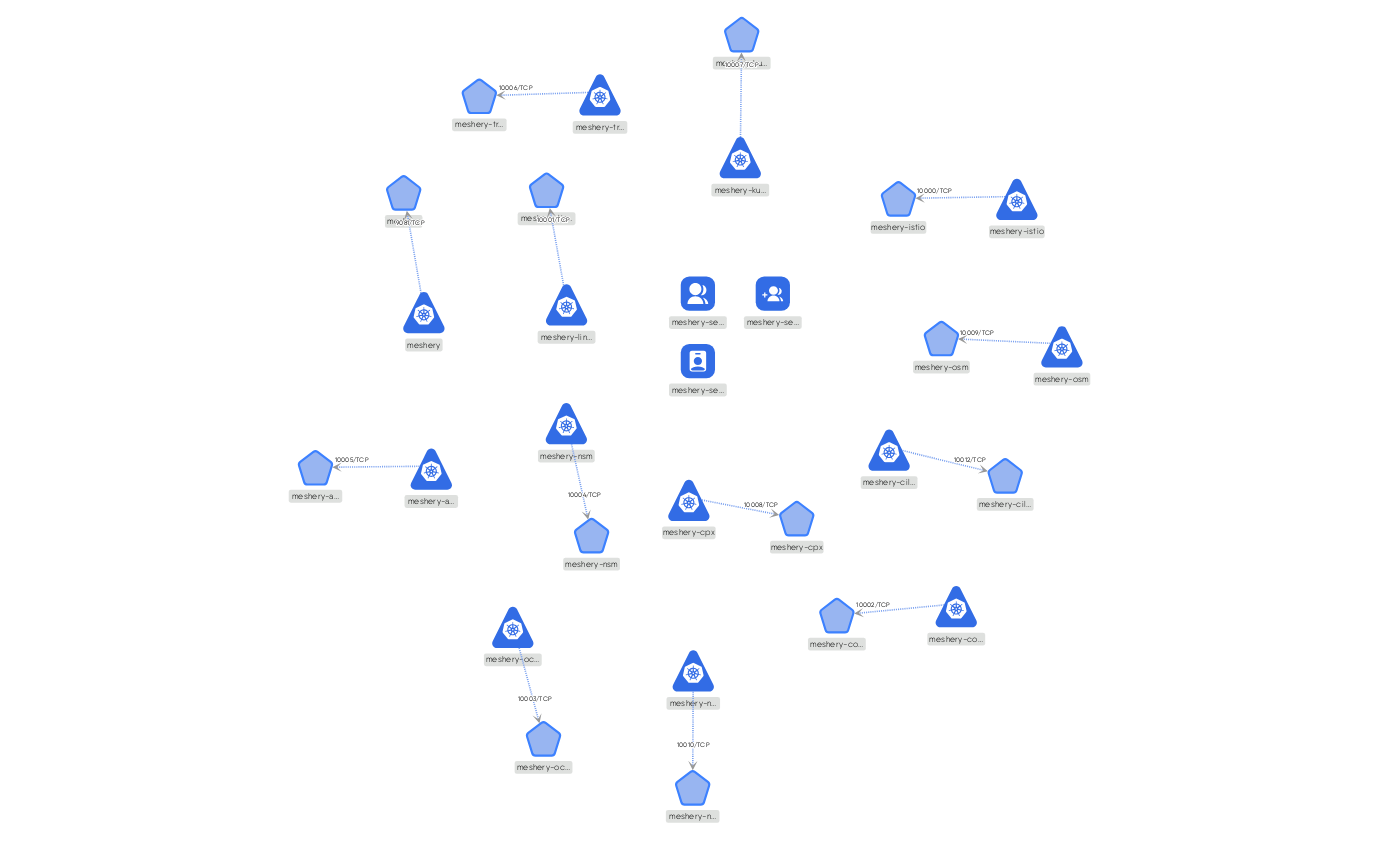 10007/TCP
10006/TCP
meshery-tr...
meshery-tr...
meshery-ku...
10000/TCP
meshery-istio
meshery-istio
10001/TCP
meshery
meshery-lin...
meshery-se...
meshery-se...
meshery-se...
10009/TCP
meshery-osm
meshery-osm
10005/TCP
meshery-a...
meshery-a...
meshery-nsm
10004/TCP
meshery-nsm
meshery-cpx
10008/TCP
meshery-cpx
meshery-cil...
10012/TCP
meshery-cil...
10002/TCP
meshery-co...
meshery-co...
meshery-oc...
10003/TCP
meshery-oc...
meshery-n...
10010/TCP
meshery-n...